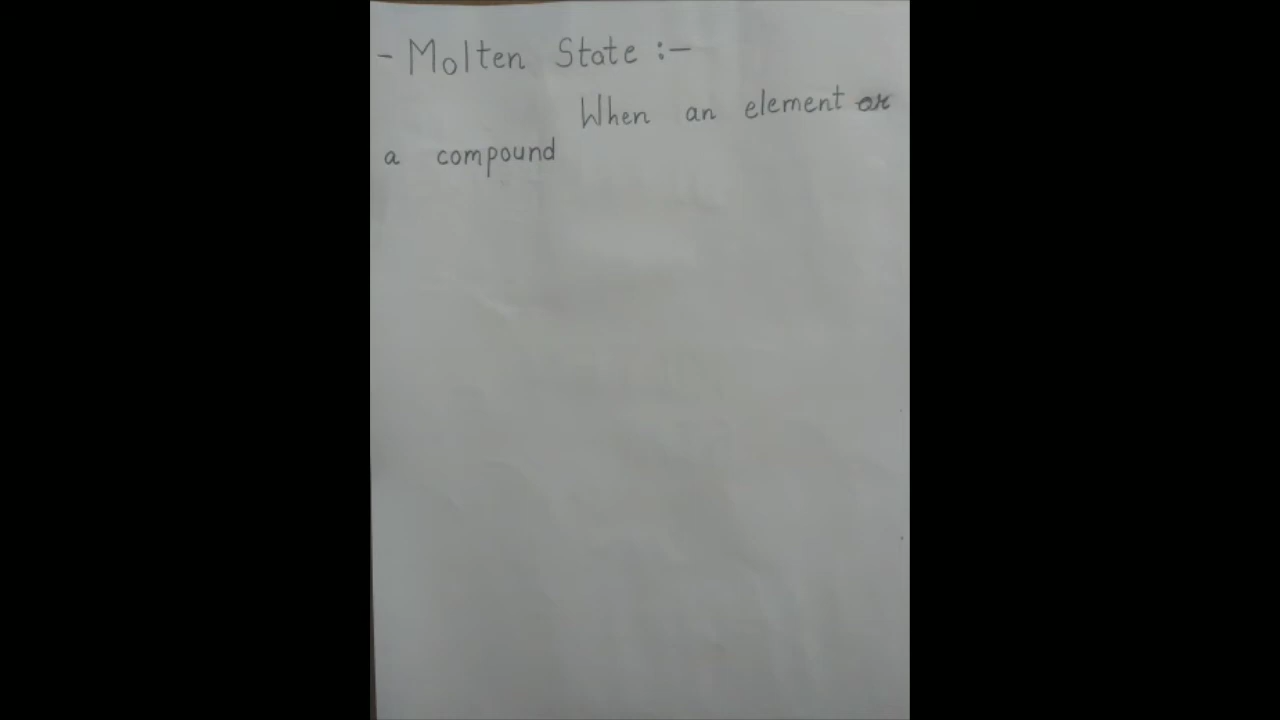 - Molten State :-
When an element or
a compound